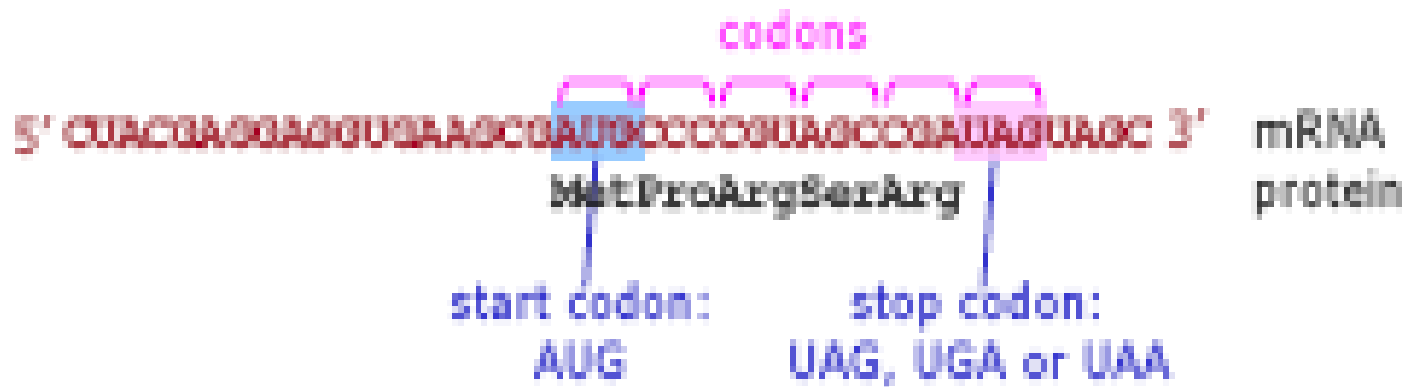 codons
5' CUACGAGGAGGUGAAGCGAUGCCCCGUAGCCGAUAGUAGC 3' mRNA
MetProArgSerArg protein
start codon: stop codon:
AUG UAG, UGA or UAA